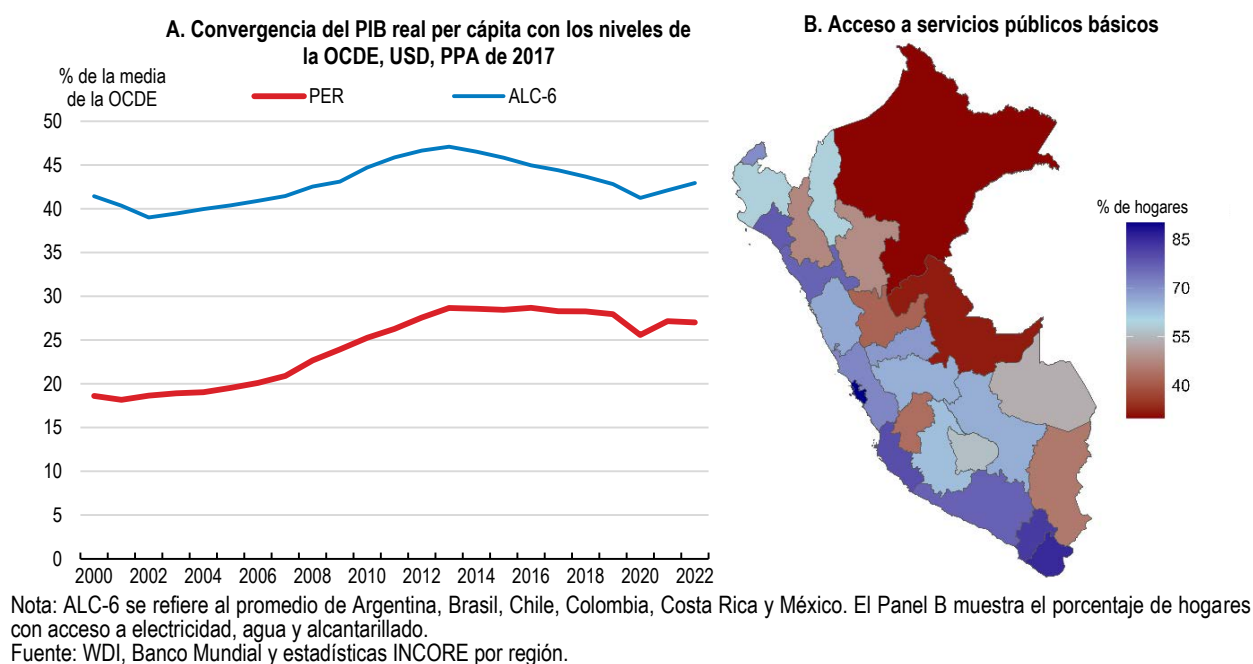 A. Convergencia del PIB real per cápita con los niveles de
la OCDE, USD, PPA de 2017
% de la media
de la OCDE
PER
ALC-6
50
45
40
35
30
25
20
15
10
5
0
2000 2002 2004 2006 2008 2010 2012 2014 2016 2018 2020 2022
B. Acceso a servicios públicos básicos
% de hogares
85
70
55
40
Nota: ALC-6 se refiere al promedio de Argentina, Brasil, Chile, Colombia, Costa Rica y México. El Panel B muestra el porcentaje de hogares
con acceso a electricidad, agua y alcantarillado.
Fuente: WDI, Banco Mundial y estadísticas INCORE por región.